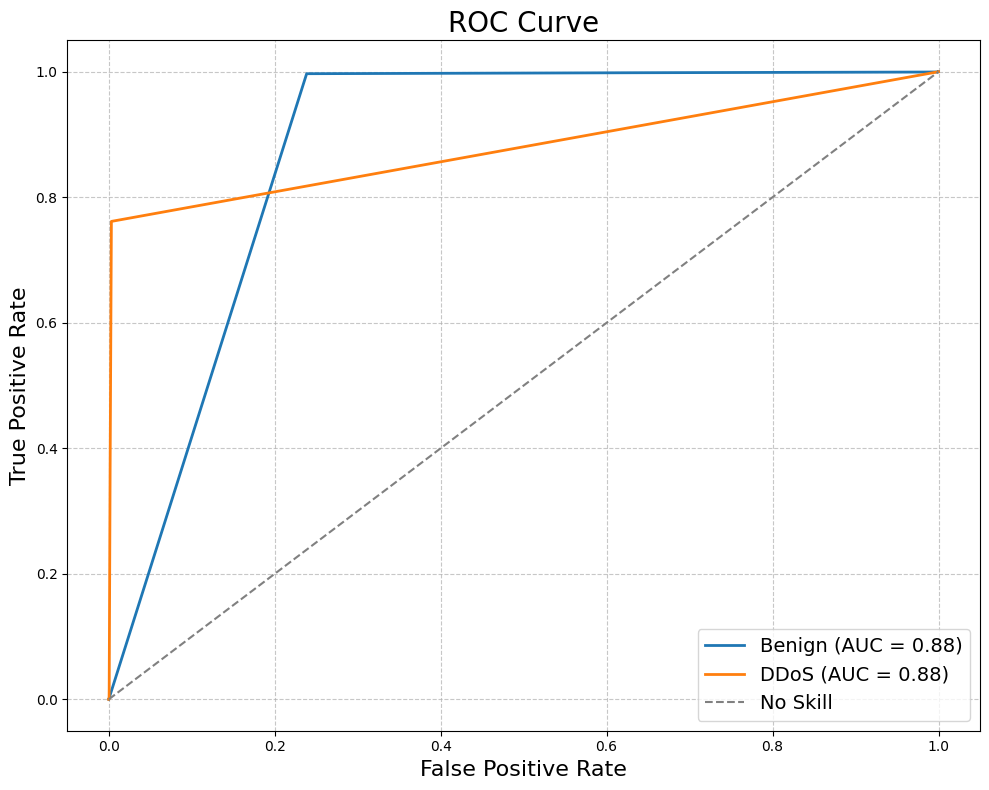 ROC Curve
True Positive Rate
1.0
0.8
0.6
0.4
0.2
0.0
0.0 0.2 0.4 0.6 0.8 1.0
False Positive Rate
Benign (AUC = 0.88)
DDoS (AUC = 0.88)
No Skill